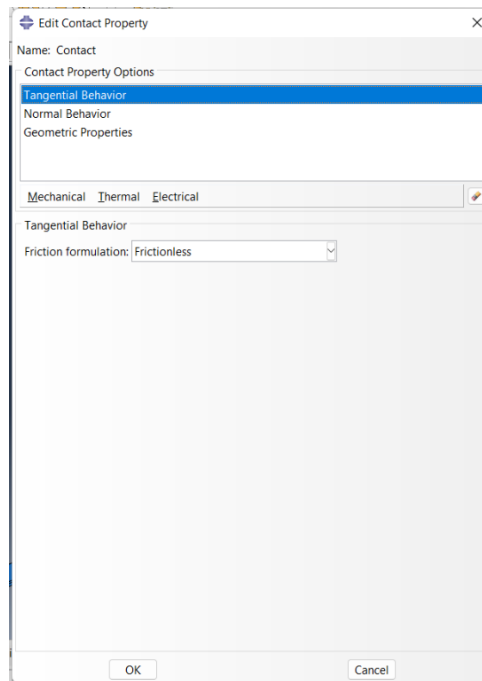 Edit Contact Property
Name: Contact
Contact Property Options
Tangential Behavior
Normal Behavior
Geometric Properties
Mechanical Thermal Electrical
Tangential Behavior
Friction formulation: Frictionless
OK Cancel